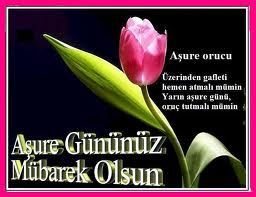 Aşure orucu
Üzerinden gafleti
hemen atmalı mümin
Yarın aşure günü,
oruç tutmalı mümin
Aşure Gününüz
Mübarek Olsun